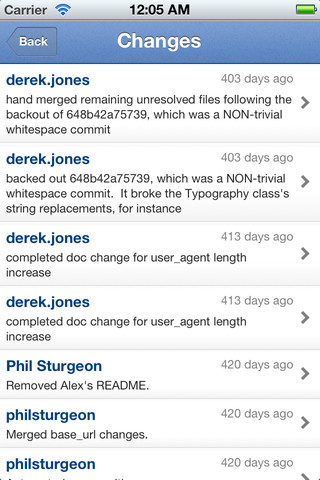 Carrier 12:05 AM
Back Changes
derek.jones 403 days ago
hand merged remaining unresolved files following the
backout of 648b42a75739, which was a NON-trivial
whitespace commit
derek.jones 403 days ago
backed out 648b42a75739, which was a NON-trivial
whitespace commit.  It broke the Typography class's
string replacements, for instance
derek.jones 413 days ago
completed doc change for user_agent length
increase
derek.jones 413 days ago
completed doc change for user_agent length
increase
Phil Sturgeon 420 days ago
Removed Alex's README.
philsturgeon 420 days ago
Merged base_url changes.
philsturgeon 420 days ago